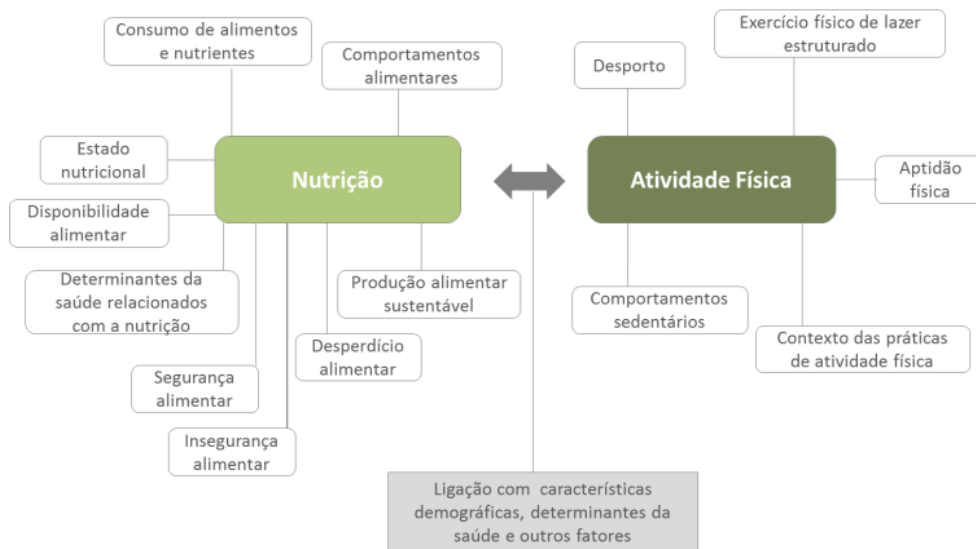 Consumo de alimentos
e nutrientes
Comportamentos
alimentares
Estado
nutricional
Nutrição
Disponibilidade
alimentar
Determinantes da
saúde relacionados
com a nutrição
Produção alimentar
sustentável
Desperdício
alimentar
Segurança
alimentar
Insegurança
alimentar
Exercício físico de lazer
estruturado
Desporto
Atividade Física
Aptidão
física
Comportamentos
sedentários
Contexto das práticas
de atividade física
Ligação com características
demográficas, determinantes da
saúde e outros fatores